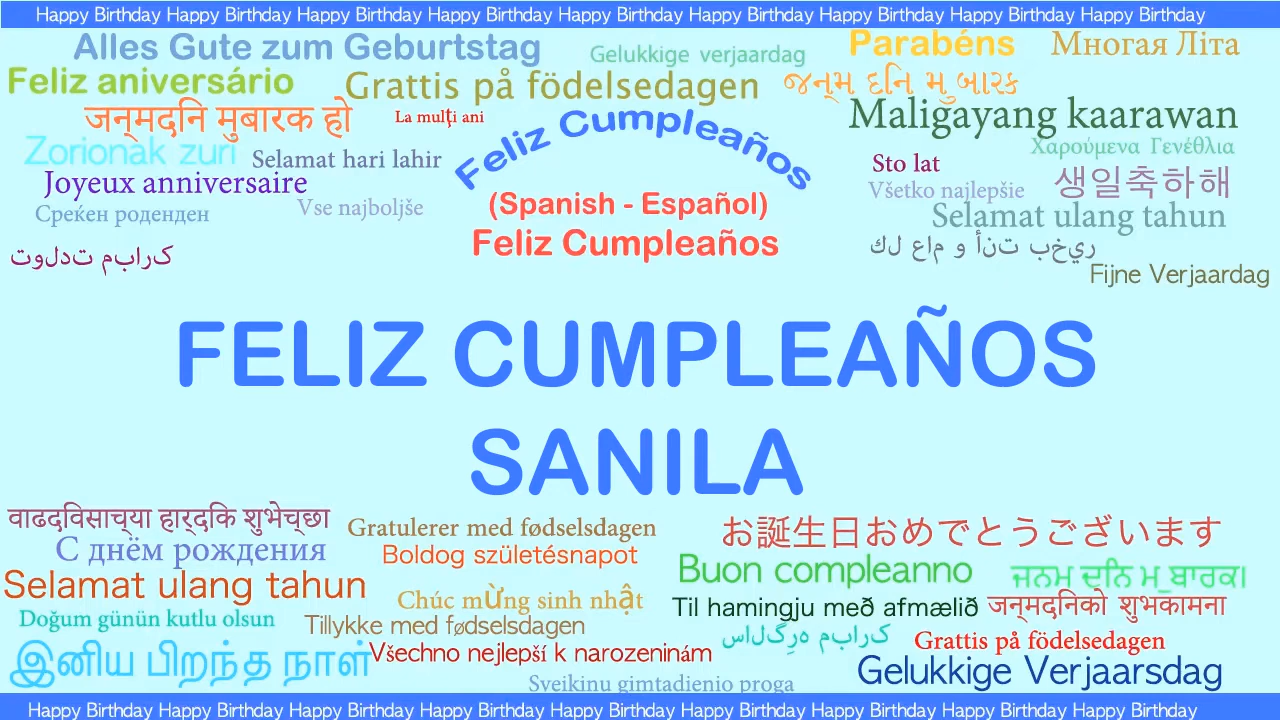 Happy Birthday Happy Birthday Happy Birthday Happy Birthday Happy Birthday Happy Birthday Happy Birthday Happy Birthday Happy Birthday
Alles Gute zum Geburtstag
Gelukkige verjaardag
Parabéns
Многая Літа
Feliz aniversário
Grattis på födelsedagen
જન્મ દિન મુબારક
जन्मदिन मुबारक हो
La mulţi ani
Feliz Cumpleaños
Maligayang kaarawan
Zorionak zuri
Selamat hari lahir
Χαρούμενα Γενέθλια
Sto lat
Joyeux anniversaire
Všetko najlepšie
생일축하해
Среќен роденден
Vse najboljše
(Spanish - Español)
Selamat ulang tahun
Feliz Cumpleaños
تولدت مبارک
كل عام و أنت بخير
Fijne Verjaardag
FELIZ CUMPLEAÑOS
SANILA
वाढदिवसाच्या हार्दिक शुभेच्छा
Gratulerer med fødselsdagen
お誕生日おめでとうございます
С днём рождения
Boldog születésnapot
Buon compleanno
ਜਨਮ ਦਿਨ ਮੁਬਾਰਕ।
Selamat ulang tahun
Chúc mừng sinh nhật
Til hamingju með afmælið
जन्मदिनको शुभकामना
Doğum günün kutlu olsun
Tillykke med fødselsdagen
سالگرہ مبارک
Grattis på födelsedagen
இனிய பிறந்த நாள்
Všechno nejlepší k narozeninám
Gelukkige Verjaarsdag
Sveikinu gimtadienio proga
Happy Birthday Happy Birthday Happy Birthday Happy Birthday Happy Birthday Happy Birthday Happy Birthday Happy Birthday Happy Birthday